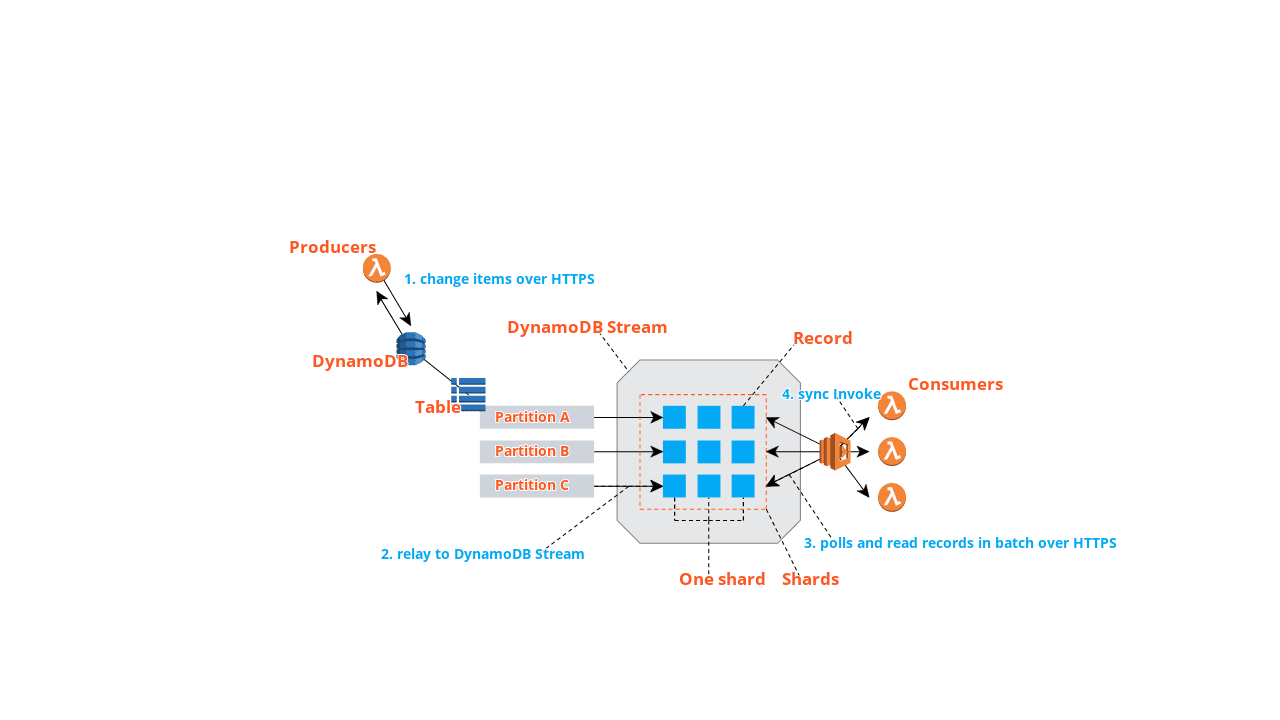 Producers
1. change items over HTTPS
DynamoDB Stream
Record
DynamoDB
Consumers
4. sync Invoke
Table
Partition A
Partition B
Partition C
3. polls and read records in batch over HTTPS
2. relay to DynamoDB Stream
One shard
Shards